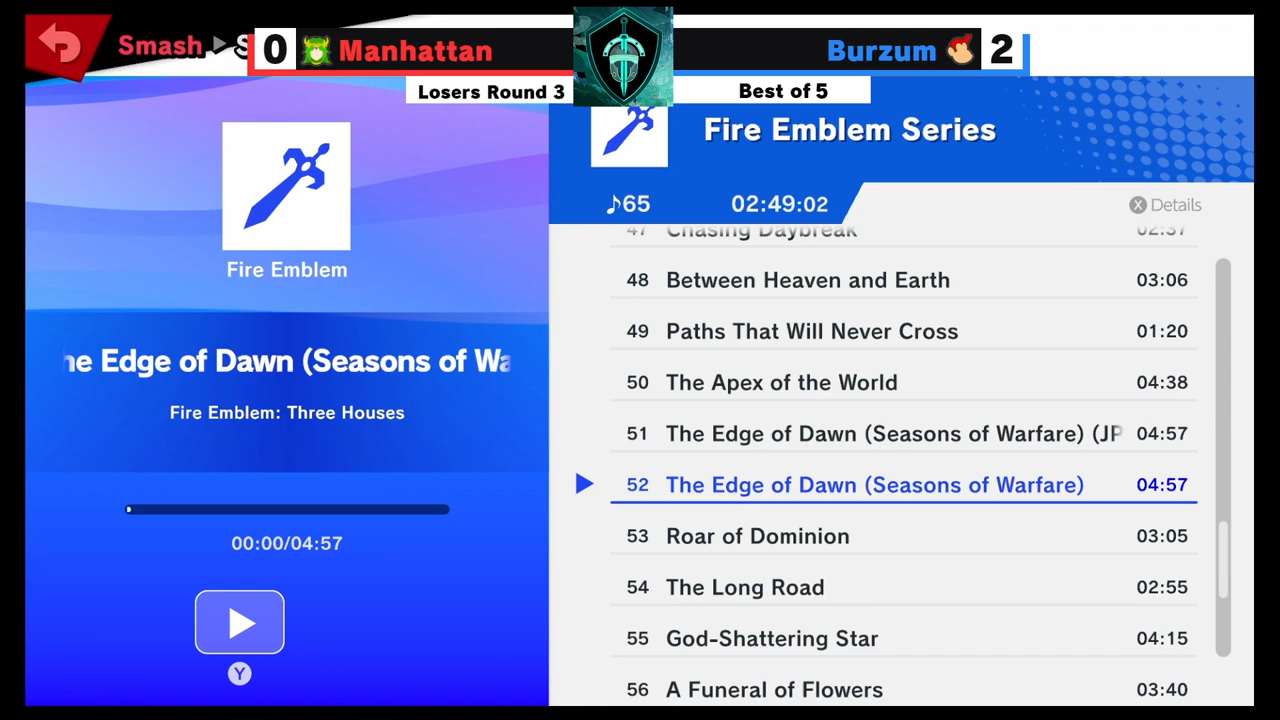 Smash ▶ S
0 Manhattan
Burzum 2
Losers Round 3
Best of 5
Fire Emblem
he Edge of Dawn (Seasons of Wa
Fire Emblem: Three Houses
00:00/04:57
Y
Fire Emblem Series
♪65 02:49:02
X Details
47 Chasing Daybreak 02:37
48 Between Heaven and Earth 03:06
49 Paths That Will Never Cross 01:20
50 The Apex of the World 04:38
51 The Edge of Dawn (Seasons of Warfare) (JP 04:57
52 The Edge of Dawn (Seasons of Warfare) 04:57
53 Roar of Dominion 03:05
54 The Long Road 02:55
55 God-Shattering Star 04:15
56 A Funeral of Flowers 03:40